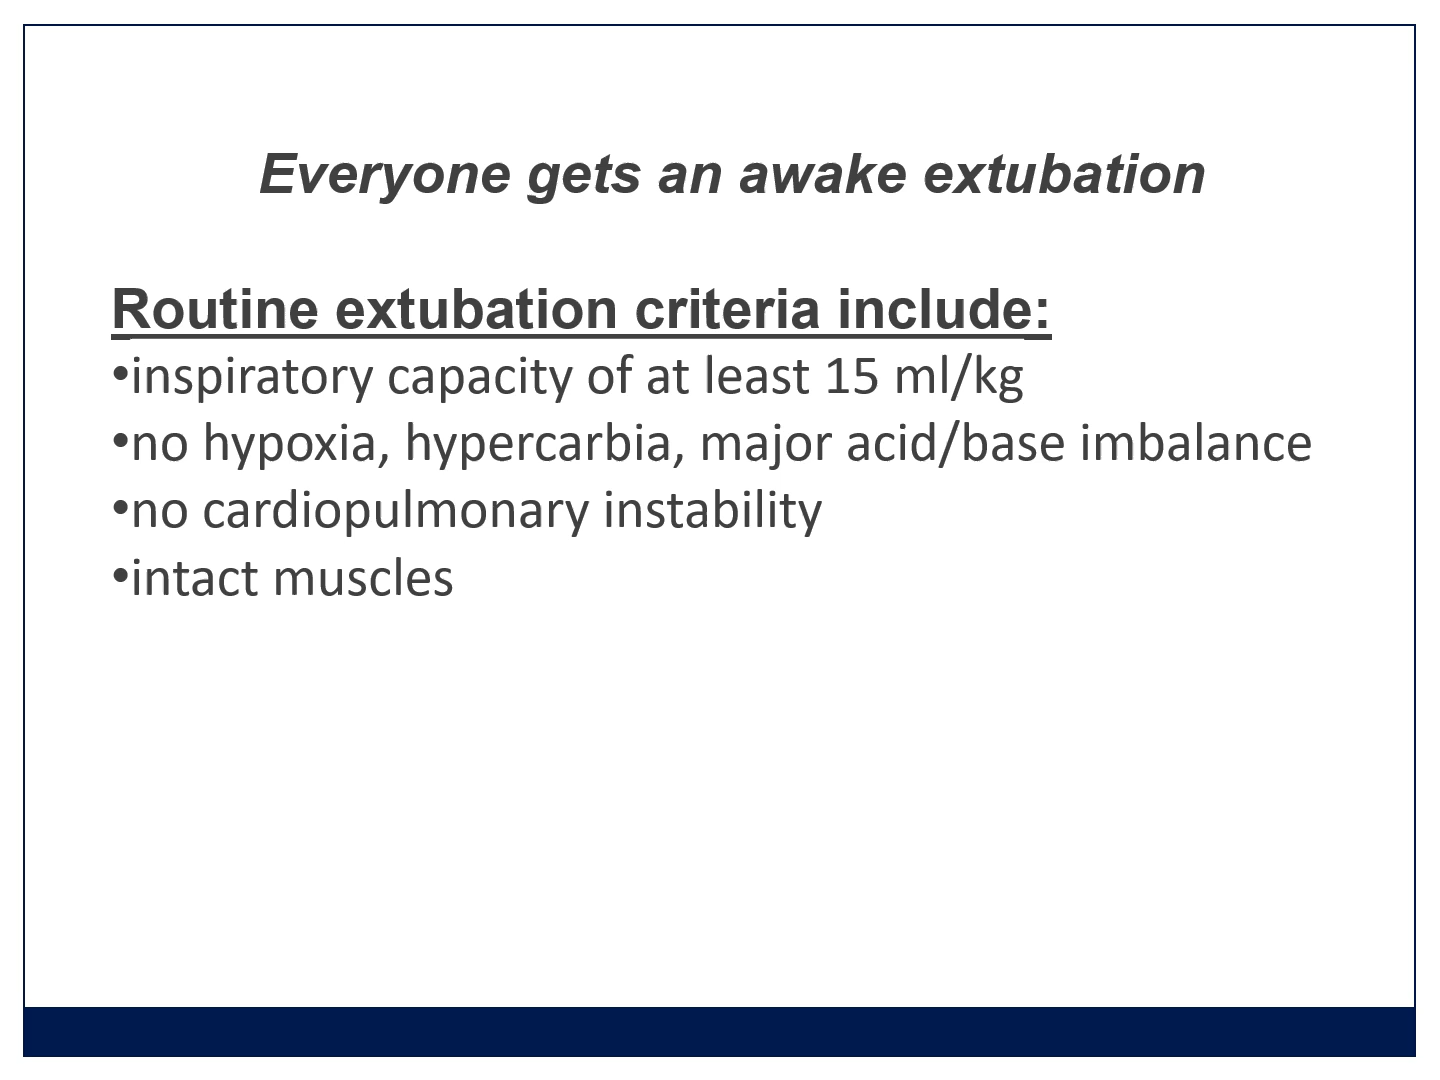 Everyone gets an awake extubation
Routine extubation criteria include:
•inspiratory capacity of at least 15 ml/kg
•no hypoxia, hypercarbia, major acid/base imbalance
•no cardiopulmonary instability
•intact muscles